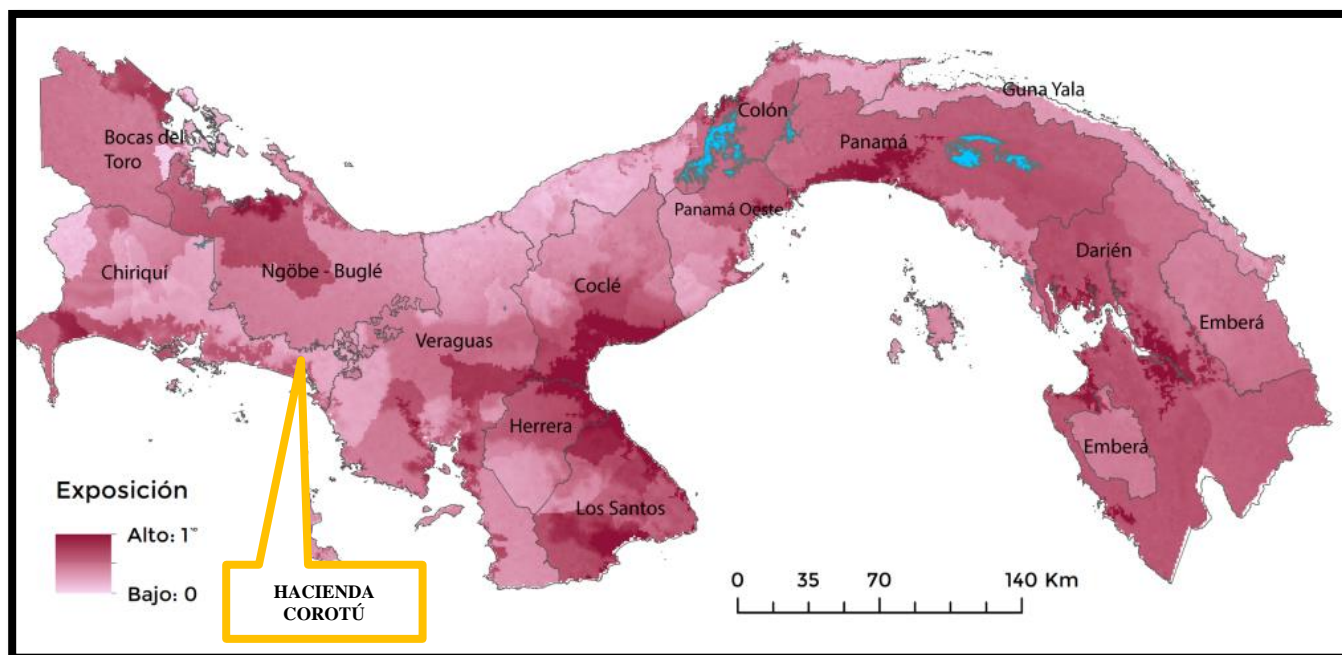 Guna Yala
Colón
Bocas del
Toro
Panamá
Panamá Oeste
Chiriquí
Ngöbe - Buglé
Coclé
Darién
Veraguas
Emberá
Herrera
Emberá
Los Santos
Exposición
Alto: 1
Bajo: 0
HACIENDA
COROTÚ
0 35 70 140 Km